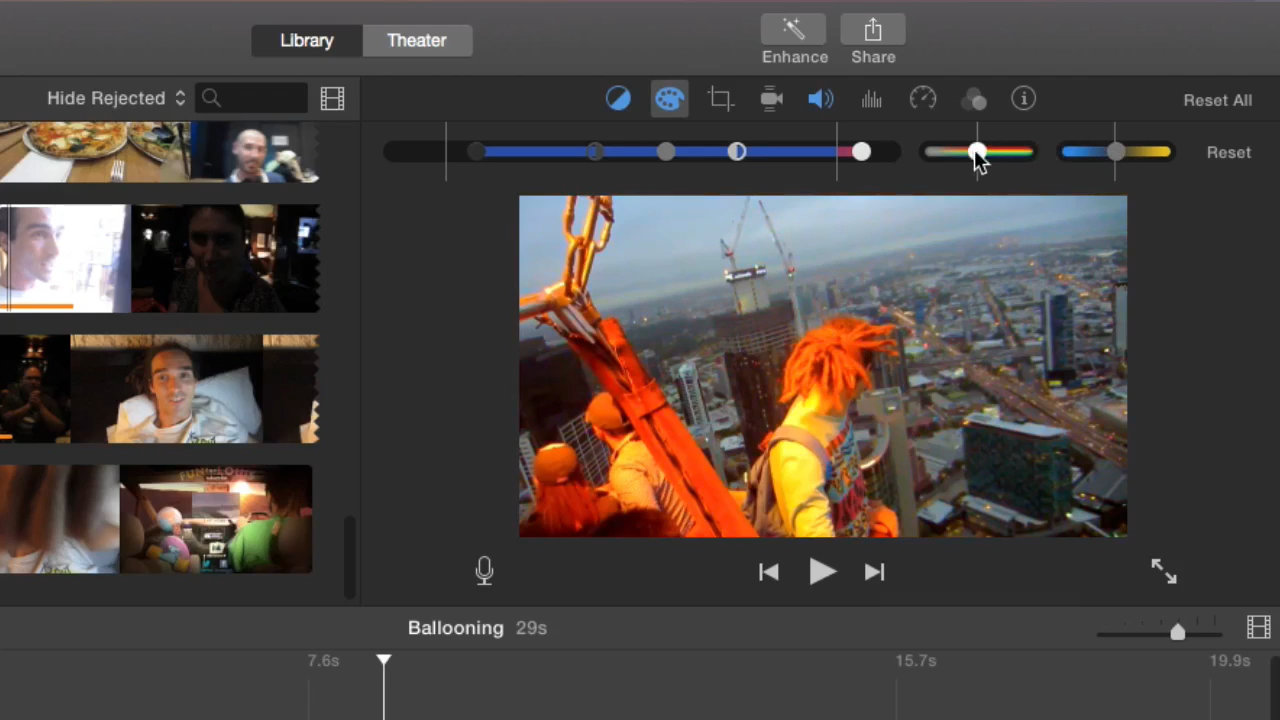 Library
Theater
Enhance
Share
Hide Rejected
Reset All
Reset
Ballooning 29s
7.6s
15.7s
19.9s